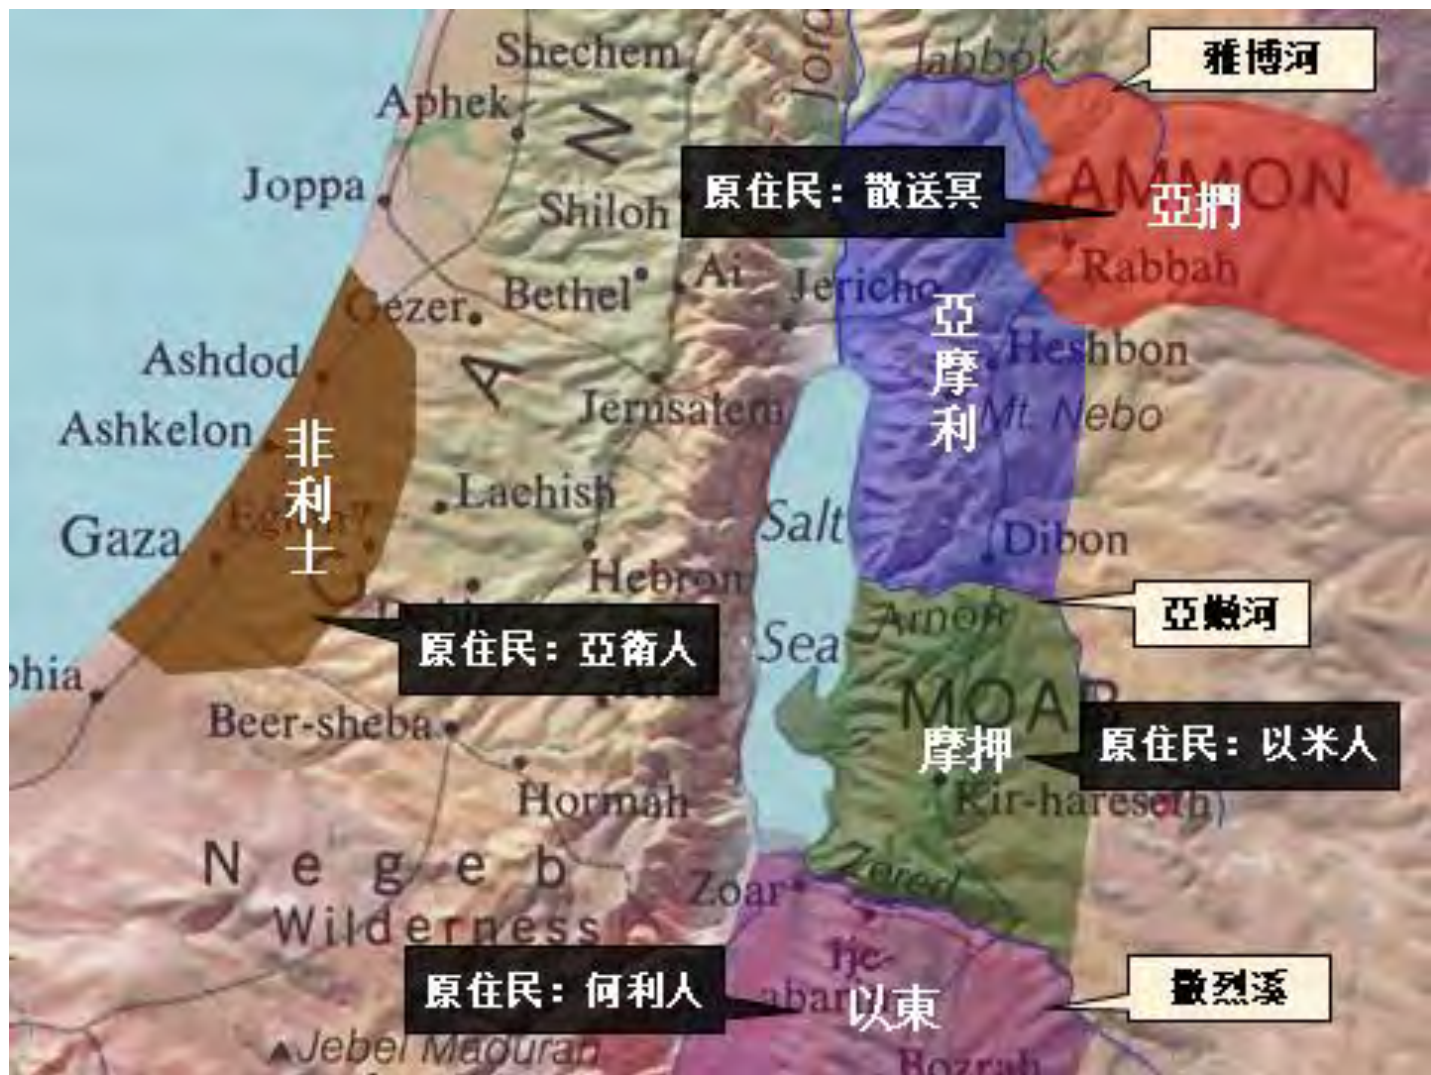 Shechem
Jabbok
雅博河
Aphek
N
AMMON
原住民：散送冥
亞捫
Joppa
Shiloh
Rabbah
Ai
Bethel
Jericho
Gezer
亞摩利
Ashdod
Heshbon
A
Jerusalem
Mt. Nebo
Ashkelon
非利士
Lachish
Salt
Gaza
Dibon
Hebron
Arnon
亞嫩河
Sea
原住民：亞衛人
MOAB
phia
Beer-sheba
摩押
原住民：以米人
Hormah
Kir-hareseth)
Negeb
Zered
Zoar
Wilderness
Ije-
abarim
原住民：何利人
以東
撒烈溪
Jebel Maduran
Bozrah